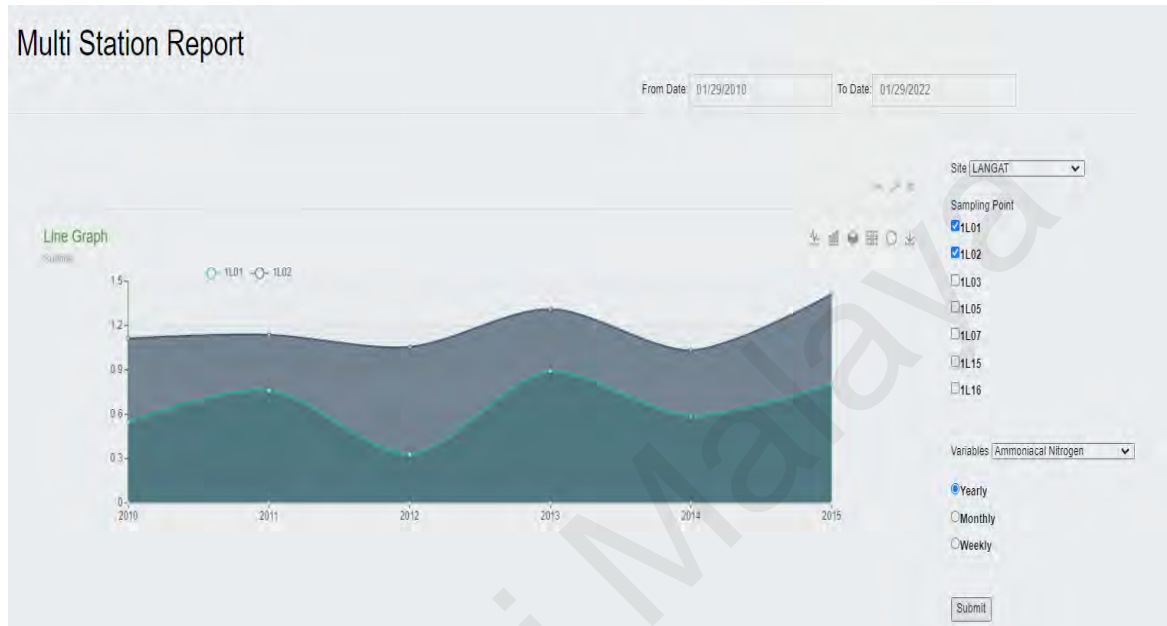 Multi Station Report
From Date: 01/29/2010 To Date: 01/29/2022
Site LANGAT
Sampling Point
1L01
1L02
1L03
1L05
1L07
1L15
1L16
Line Graph
Subtitle
1L01 1L02
1.5
1.2
0.9
0.6
0.3
0
2010 2011 2012 2013 2014 2015
Variables Ammoniacal Nitrogen
Yearly
Monthly
Weekly
Submit
i Malaya